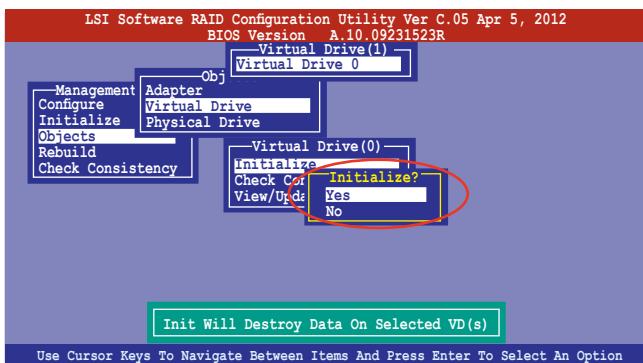 LSI Software RAID Configuration Utility Ver C.05 Apr 5, 2012
BIOS Version A.10.09231523R
Virtual Drive(1)
Virtual Drive 0
Obj
Adapter
Virtual Drive
Physical Drive
Management
Configure
Initialize
Objects
Rebuild
Check Consistency
Virtual Drive(0)
Initialize
Check Con
View/Upda
Initialize?
Yes
No
Init Will Destroy Data On Selected VD(s)
Use Cursor Keys To Navigate Between Items And Press Enter To Select An Option